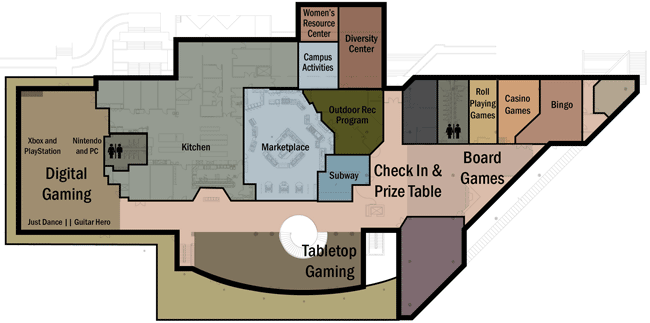 Women's
Resource
Center
Diversity
Center
Campus
Activities
Outdoor Rec
Program
Roll
Playing
Games
Casino
Games
Bingo
Xbox and
PlayStation
Nintendo
and PC
Kitchen
Marketplace
Digital
Gaming
Subway
Check In &
Prize Table
Board
Games
Just Dance || Guitar Hero
Tabletop
Gaming